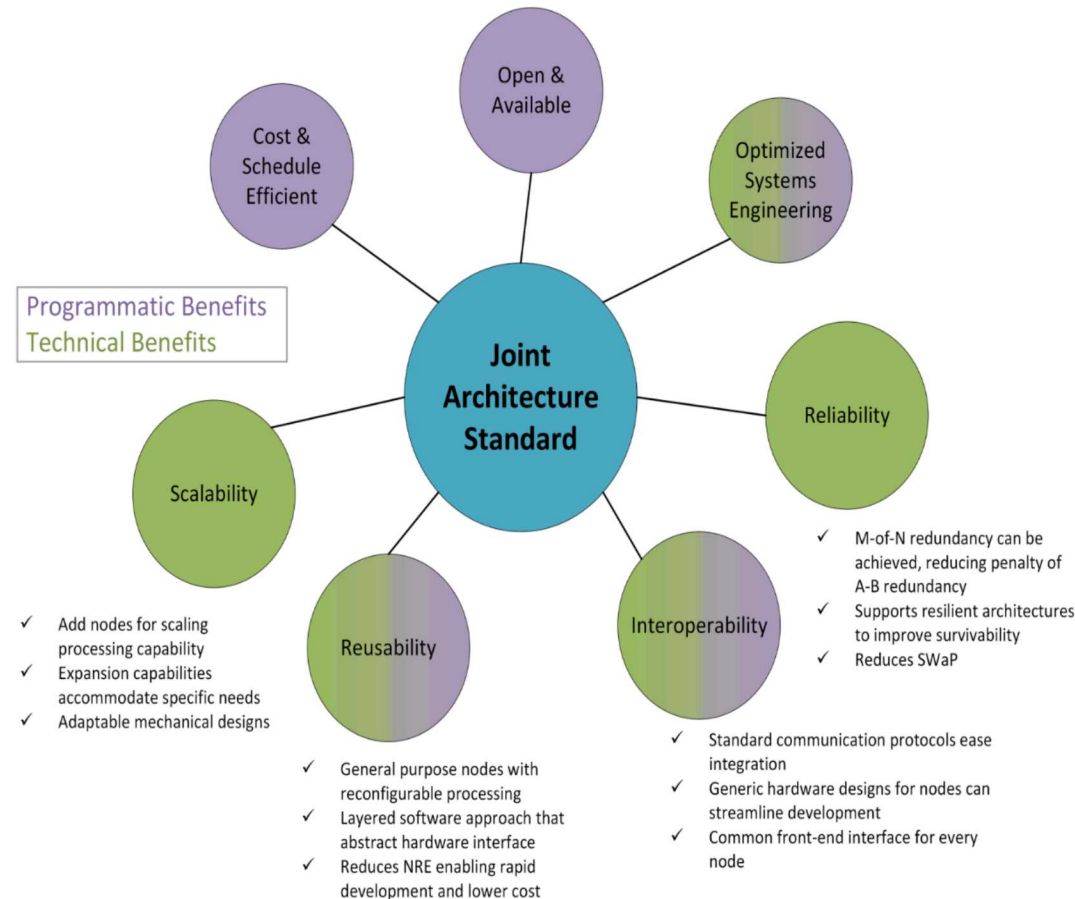 Open &
Available
Cost &
Schedule
Efficient
Optimized
Systems
Engineering
Programmatic Benefits
Technical Benefits
Joint
Architecture
Standard
Reliability
Scalability
✓ M-of-N redundancy can be
achieved, reducing penalty of
A-B redundancy
✓ Supports resilient architectures
to improve survivability
✓ Reduces SWaP
Interoperability
Reusability
✓ Add nodes for scaling
processing capability
✓ Expansion capabilities
accommodate specific needs
✓ Adaptable mechanical designs
✓ General purpose nodes with
reconfigurable processing
✓ Layered software approach that
abstract hardware interface
✓ Reduces NRE enabling rapid
development and lower cost
✓ Standard communication protocols ease
integration
✓ Generic hardware designs for nodes can
streamline development
✓ Common front-end interface for every
node